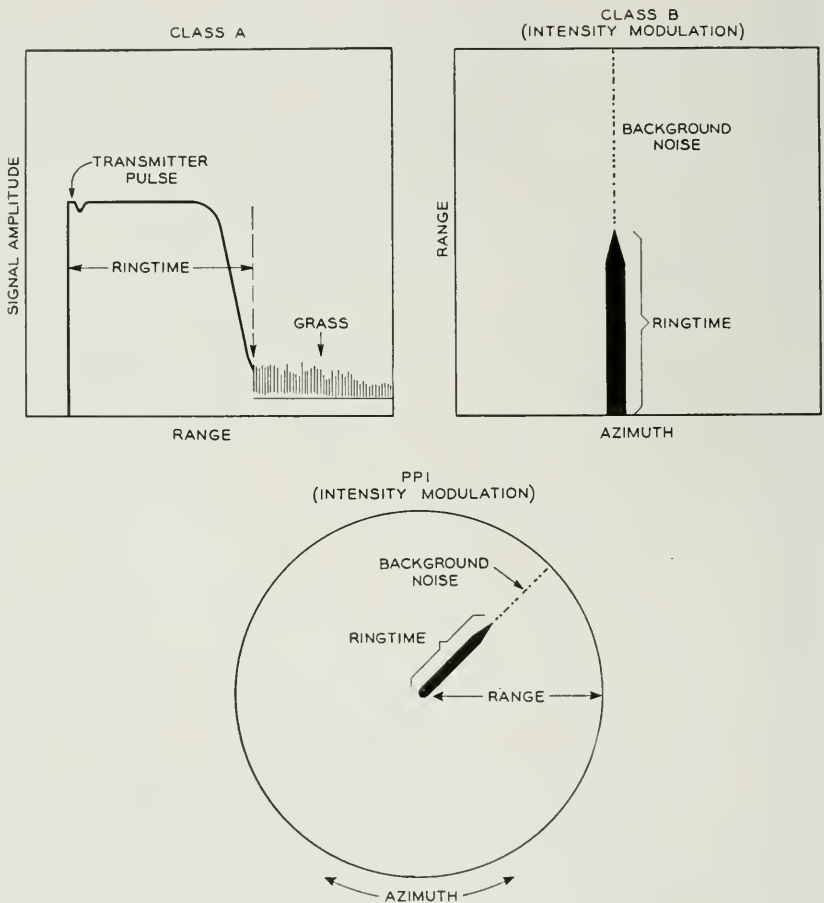 CLASS A
SIGNAL AMPLITUDE
TRANSMITTER
PULSE
RINGTIME
GRASS
RANGE
CLASS B
(INTENSITY MODULATION)
RANGE
BACKGROUND
NOISE
RINGTIME
AZIMUTH
PPI
(INTENSITY MODULATION)
BACKGROUND
NOISE
RINGTIME
RANGE
AZIMUTH